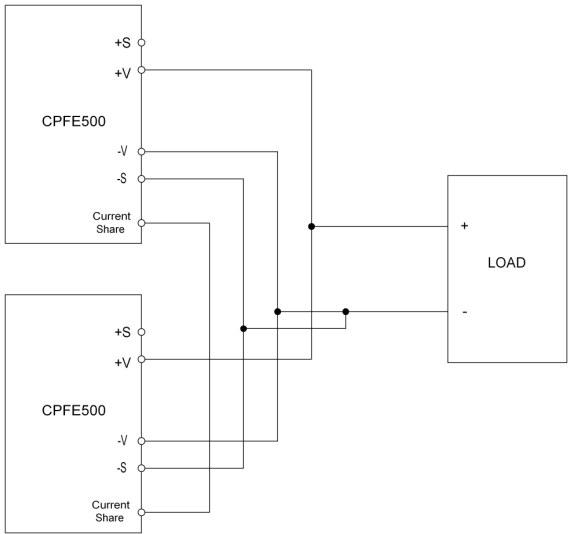 +S
+V
CPFE500
-V
-S
Current
Share
+
LOAD
-
+S
+V
CPFE500
-V
-S
Current
Share